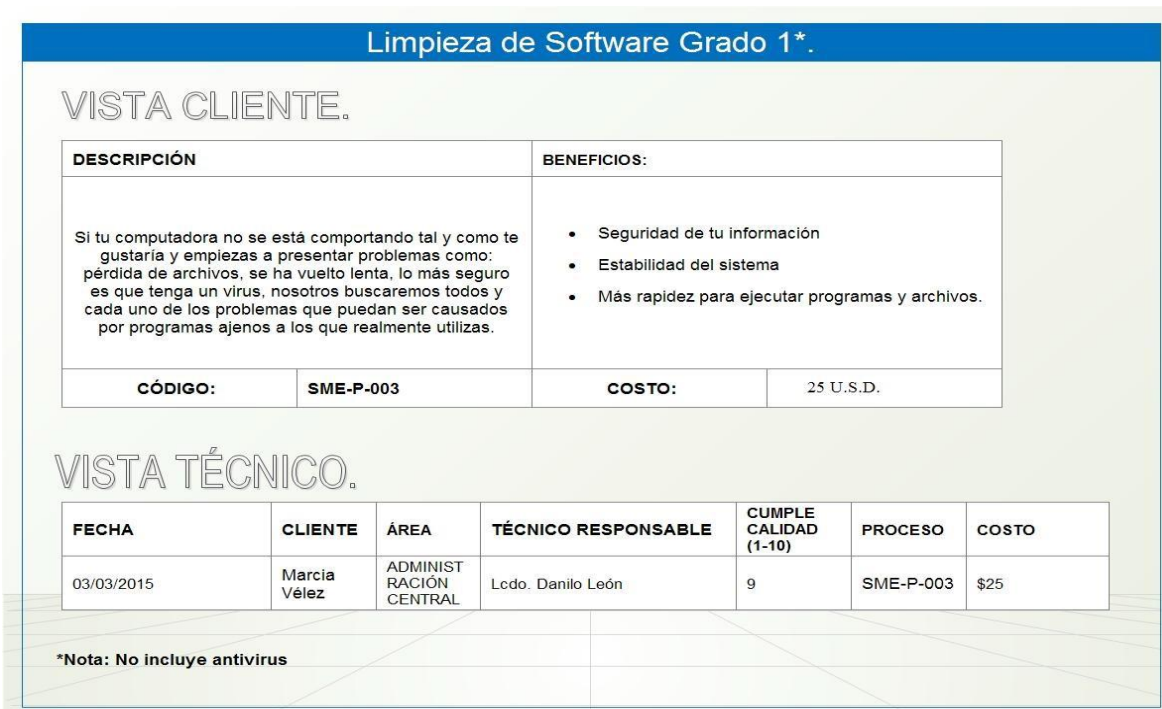 Limpieza de Software Grado 1*.
VISTA CLIENTE.
DESCRIPCIÓN
BENEFICIOS:
Si tu computadora no se está comportando tal y como te
gustaría y empiezas a presentar problemas como:
pérdida de archivos, se ha vuelto lenta, lo más seguro
es que tenga un virus, nosotros buscaremos todos y
cada uno de los problemas que puedan ser causados
por programas ajenos a los que realmente utilizas.
• Seguridad de tu información
• Estabilidad del sistema
• Más rapidez para ejecutar programas y archivos.
CÓDIGO:
SME-P-003
COSTO:
25 U.S.D.
VISTA TÉCNICO.
FECHA
CLIENTE
ÁREA
TÉCNICO RESPONSABLE
CUMPLE
CALIDAD
(1-10)
PROCESO
COSTO
03/03/2015
Marcia
Vélez
ADMINIST
RACIÓN
CENTRAL
Lcdo. Danilo León
9
SME-P-003
$25
*Nota: No incluye antivirus